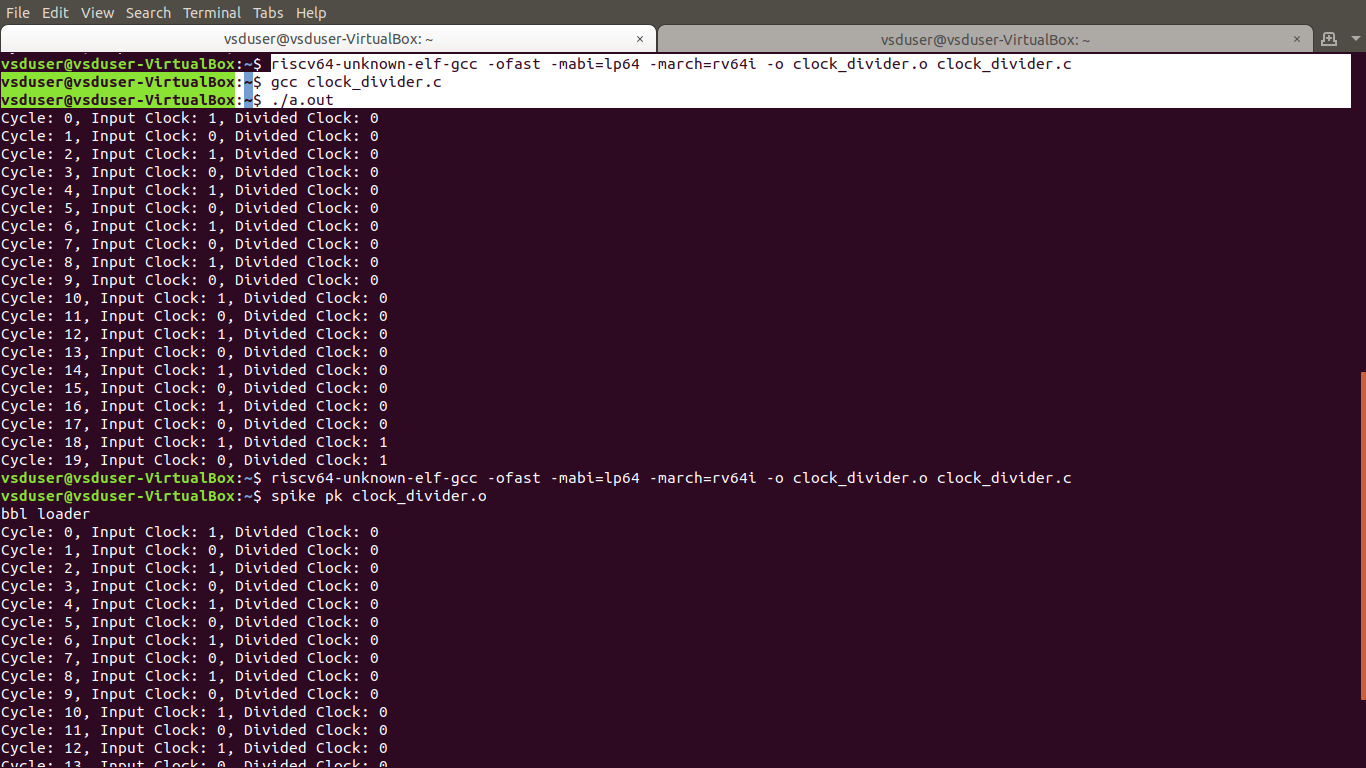 File Edit View Search Terminal Tabs Help
vsduser@vsduser-VirtualBox: ~ × vsduser@vsduser-VirtualBox: ~ ×
vsduser@vsduser-VirtualBox:~$ riscv64-unknown-elf-gcc -ofast -mabi=lp64 -march=rv64i -o clock_divider.o clock_divider.c
vsduser@vsduser-VirtualBox:~$ gcc clock_divider.c
vsduser@vsduser-VirtualBox:~$ ./a.out
Cycle: 0, Input Clock: 1, Divided Clock: 0
Cycle: 1, Input Clock: 0, Divided Clock: 0
Cycle: 2, Input Clock: 1, Divided Clock: 0
Cycle: 3, Input Clock: 0, Divided Clock: 0
Cycle: 4, Input Clock: 1, Divided Clock: 0
Cycle: 5, Input Clock: 0, Divided Clock: 0
Cycle: 6, Input Clock: 1, Divided Clock: 0
Cycle: 7, Input Clock: 0, Divided Clock: 0
Cycle: 8, Input Clock: 1, Divided Clock: 0
Cycle: 9, Input Clock: 0, Divided Clock: 0
Cycle: 10, Input Clock: 1, Divided Clock: 0
Cycle: 11, Input Clock: 0, Divided Clock: 0
Cycle: 12, Input Clock: 1, Divided Clock: 0
Cycle: 13, Input Clock: 0, Divided Clock: 0
Cycle: 14, Input Clock: 1, Divided Clock: 0
Cycle: 15, Input Clock: 0, Divided Clock: 0
Cycle: 16, Input Clock: 1, Divided Clock: 0
Cycle: 17, Input Clock: 0, Divided Clock: 0
Cycle: 18, Input Clock: 1, Divided Clock: 1
Cycle: 19, Input Clock: 0, Divided Clock: 1
vsduser@vsduser-VirtualBox:~$ riscv64-unknown-elf-gcc -ofast -mabi=lp64 -march=rv64i -o clock_divider.o clock_divider.c
vsduser@vsduser-VirtualBox:~$ spike pk clock_divider.o
bbl loader
Cycle: 0, Input Clock: 1, Divided Clock: 0
Cycle: 1, Input Clock: 0, Divided Clock: 0
Cycle: 2, Input Clock: 1, Divided Clock: 0
Cycle: 3, Input Clock: 0, Divided Clock: 0
Cycle: 4, Input Clock: 1, Divided Clock: 0
Cycle: 5, Input Clock: 0, Divided Clock: 0
Cycle: 6, Input Clock: 1, Divided Clock: 0
Cycle: 7, Input Clock: 0, Divided Clock: 0
Cycle: 8, Input Clock: 1, Divided Clock: 0
Cycle: 9, Input Clock: 0, Divided Clock: 0
Cycle: 10, Input Clock: 1, Divided Clock: 0
Cycle: 11, Input Clock: 0, Divided Clock: 0
Cycle: 12, Input Clock: 1, Divided Clock: 0
Cycle: 13, Input Clock: 0, Divided Clock: 0